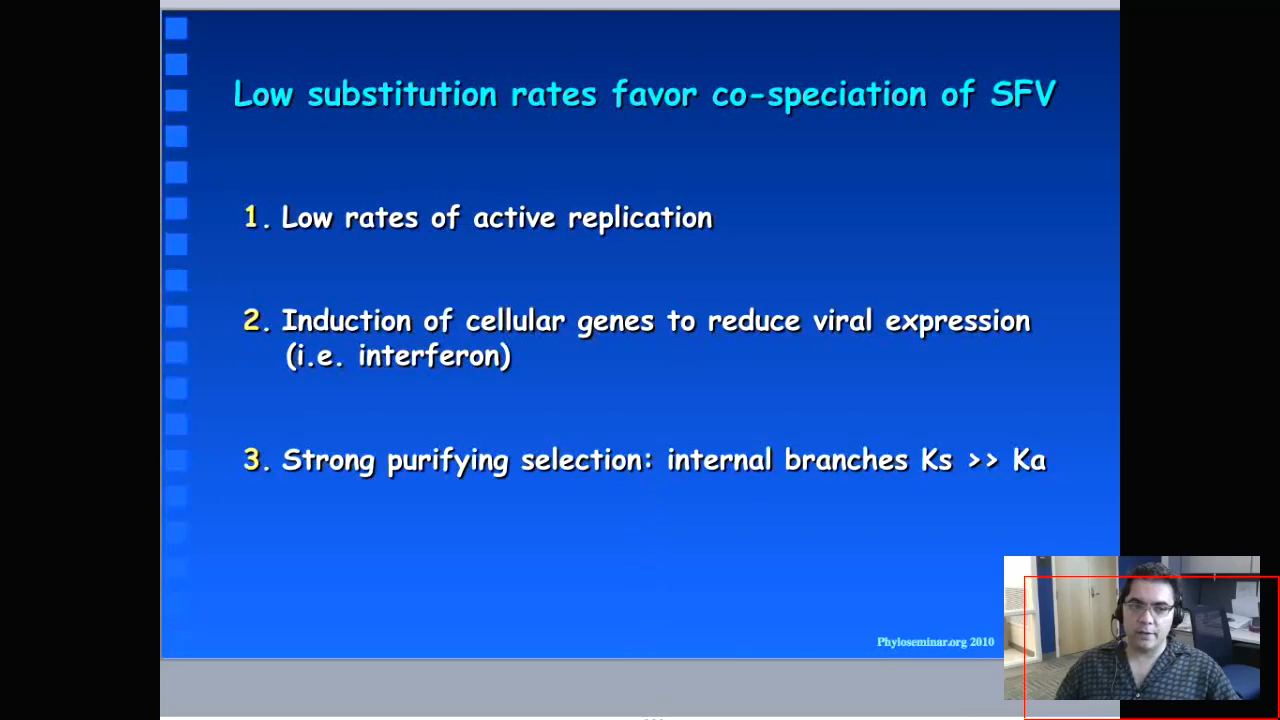 Low substitution rates favor co-speciation of SFV
1. Low rates of active replication
2. Induction of cellular genes to reduce viral expression
(i.e. interferon)
3. Strong purifying selection: internal branches Ks >> Ka
Phyloseminar.org 2010